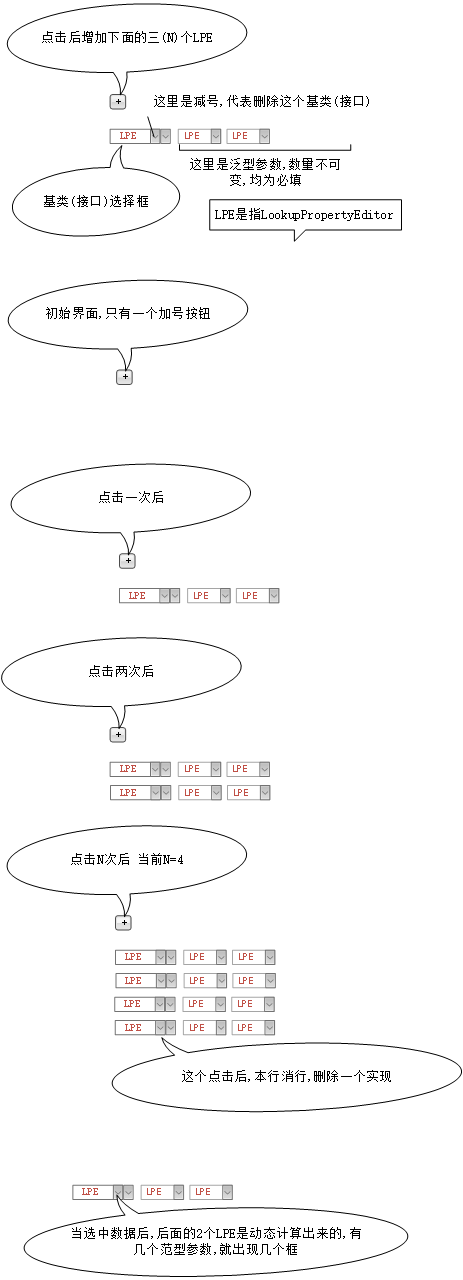 点击后增加下面的三(N)个LPE
+
这里是减号,代表删除这个基类(接口)
LPE LPE LPE
这里是泛型参数,数量不可
变,均为必填
基类(接口)选择框
LPE是指LookupPropertyEditor
初始界面,只有一个加号按钮
+
点击一次后
+
LPE LPE LPE
点击两次后
+
LPE LPE LPE
LPE LPE LPE
点击N次后 当前N=4
+
LPE LPE LPE
LPE LPE LPE
LPE LPE LPE
LPE LPE LPE
这个点击后,本行消行,删除一个实现
LPE LPE LPE
当选中数据后,后面的2个LPE是动态计算出来的,有
几个范型参数,就出现几个框